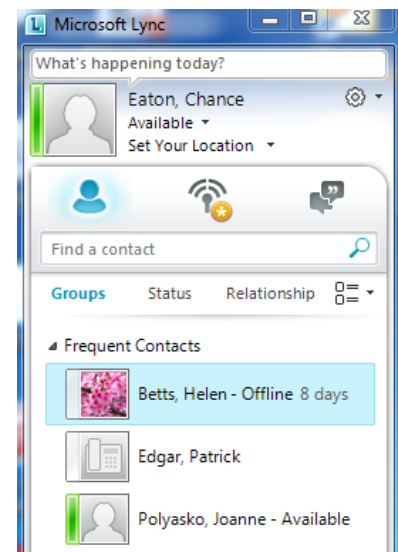 Microsoft Lync
What's happening today?
Eaton, Chance
Available
Set Your Location
Find a contact
Groups Status Relationship
Frequent Contacts
Betts, Helen - Offline 8 days
Edgar, Patrick
Polyasko, Joanne - Available